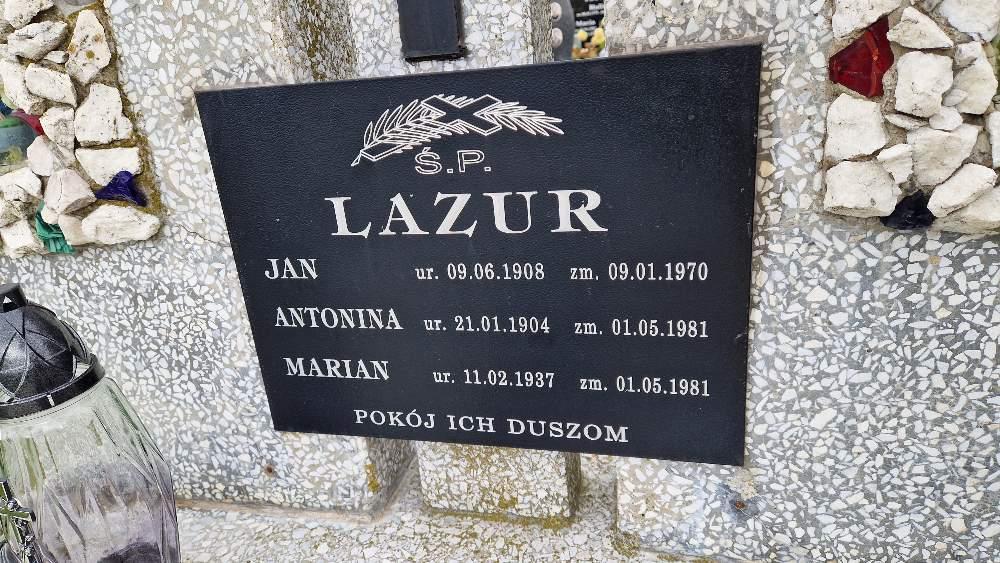 Ś.P.
LAZUR
JAN ur. 09.06.1908 zm. 09.01.1970
ANTONINA ur. 21.01.1904 zm. 01.05.1981
MARIAN ur. 11.02.1937 zm. 01.05.1981
POKÓJ ICH DUSZOM